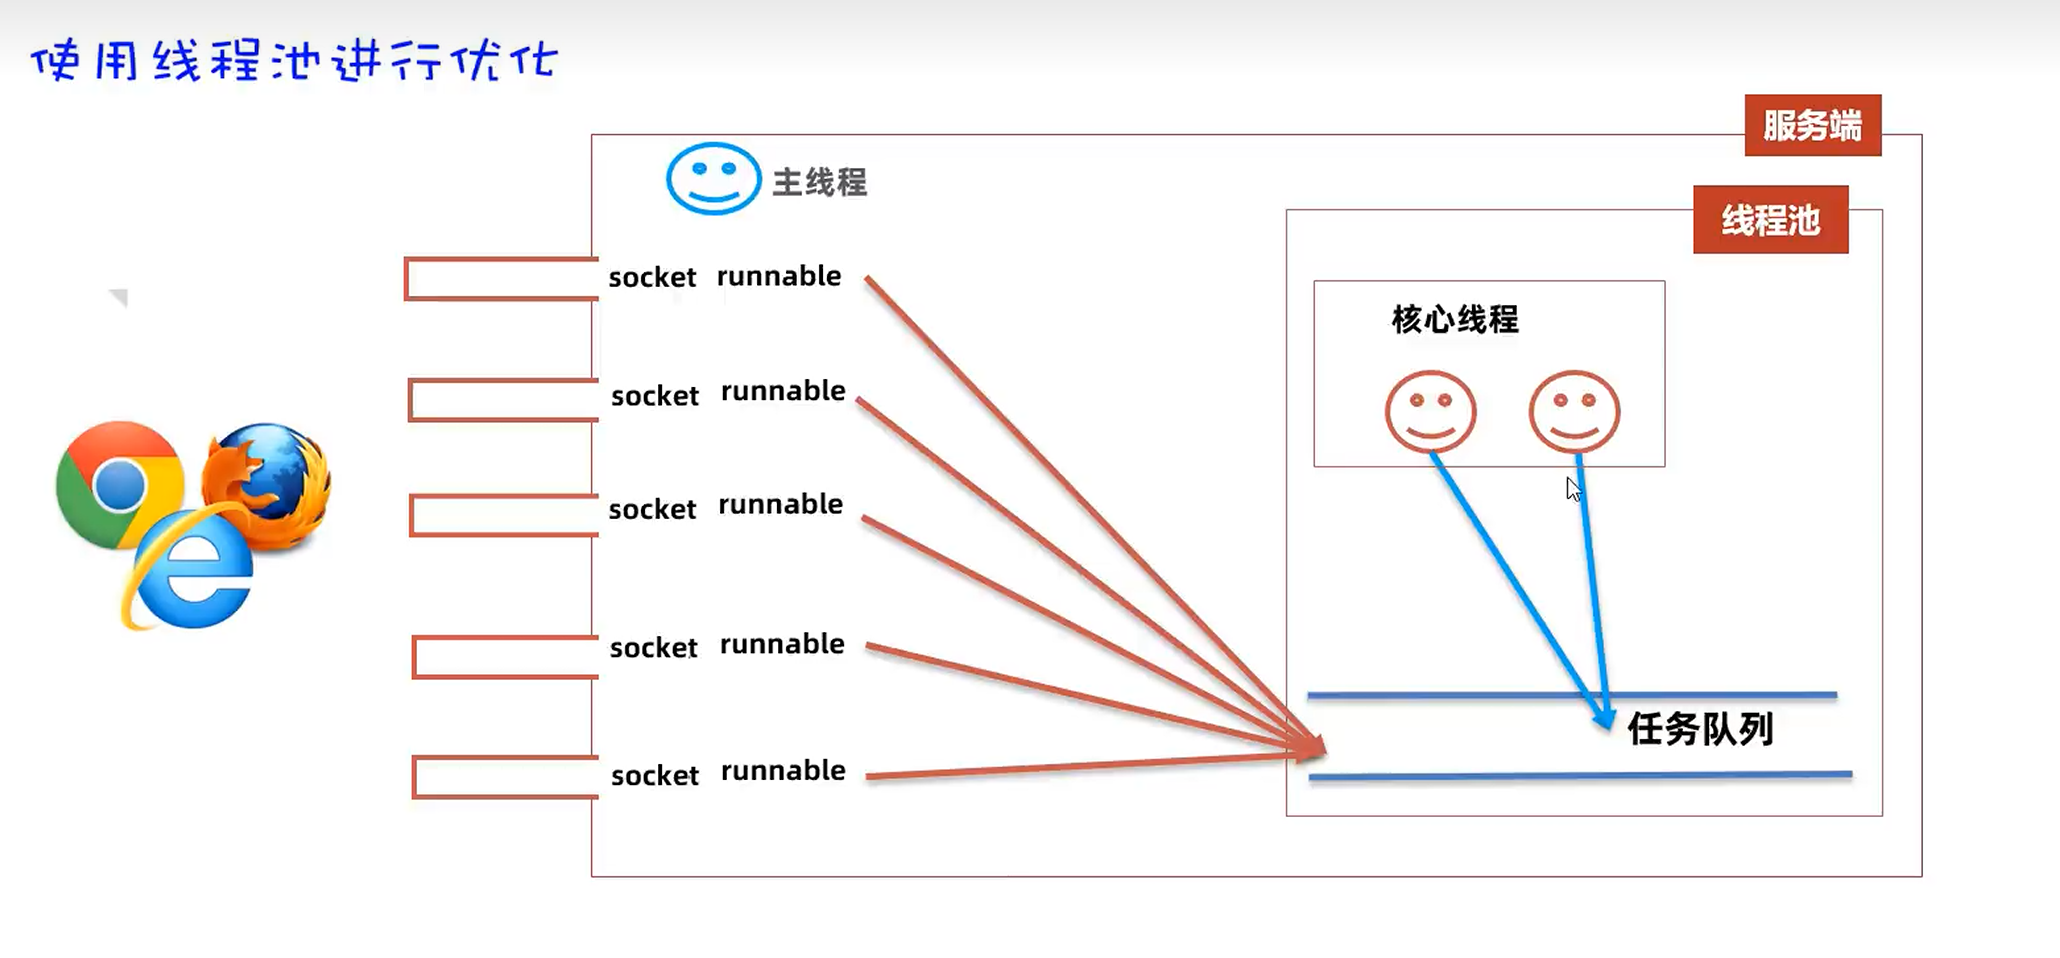 使用线程池进行优化
服务端
主线程
线程池
socket runnable
核心线程
socket runnable
socket runnable
socket runnable
任务队列
socket runnable